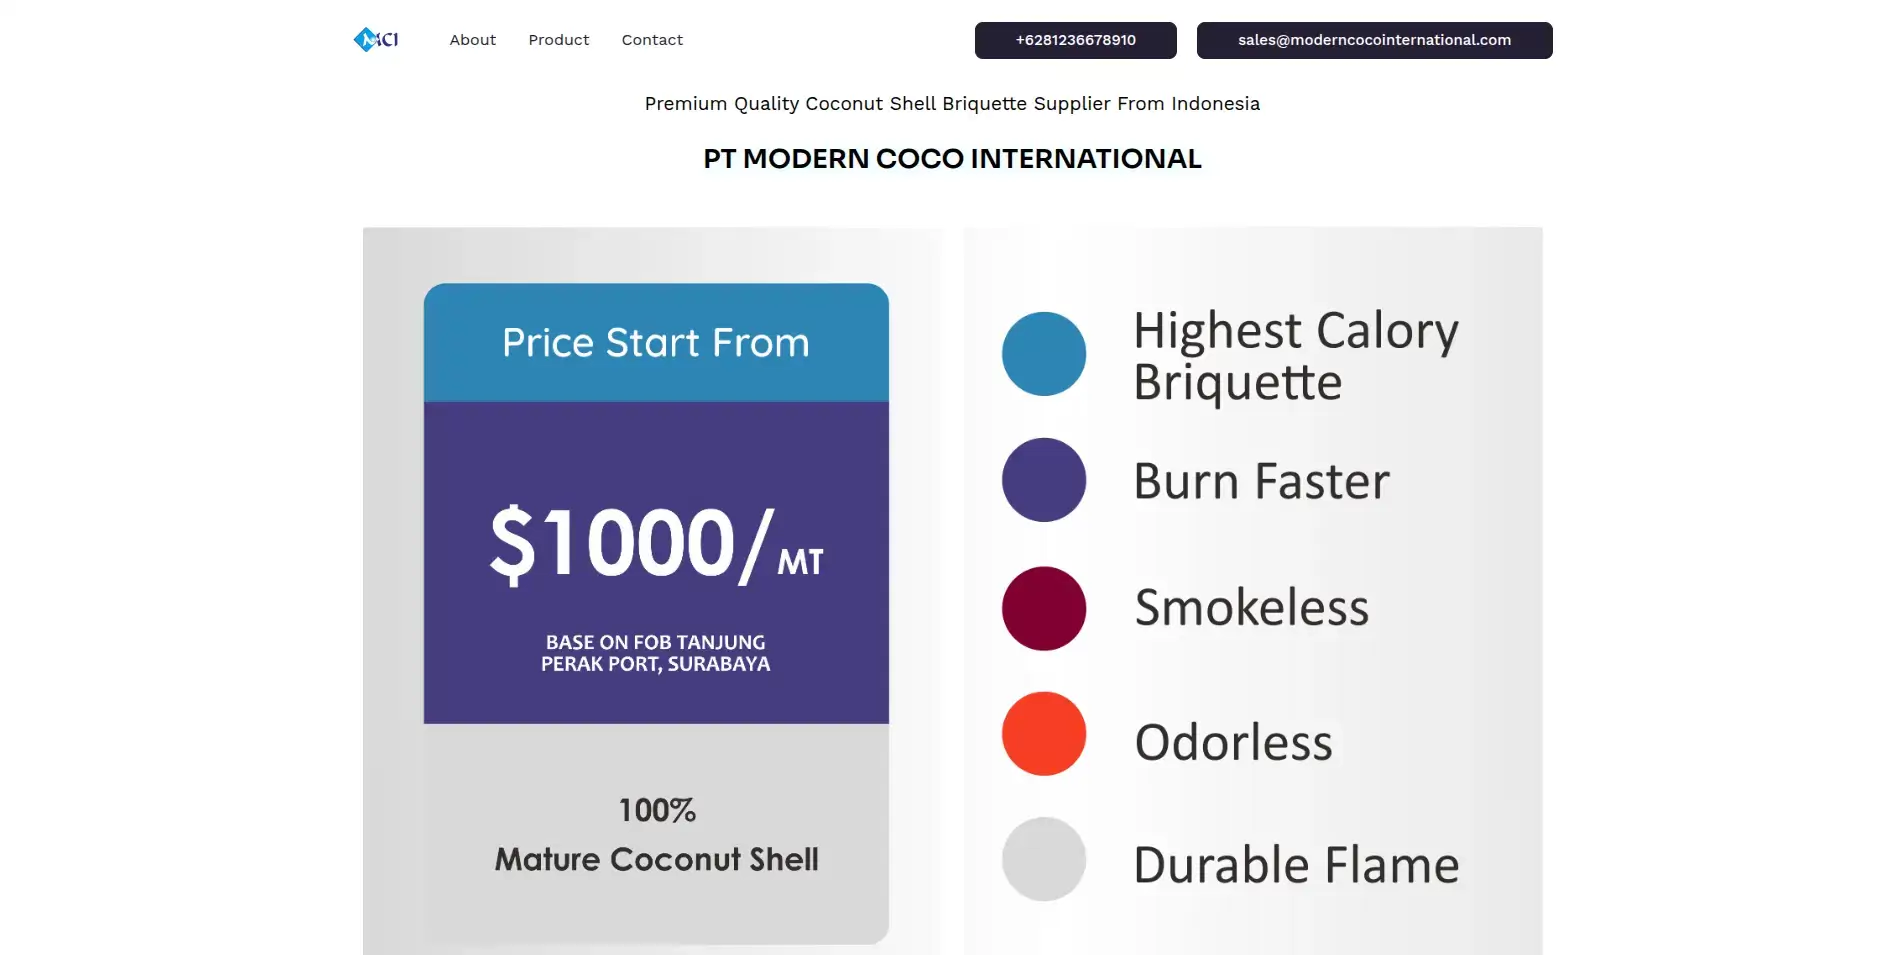 MCI
About
Product
Contact
+6281236678910
sales@moderncocointernational.com
Premium Quality Coconut Shell Briquette Supplier From Indonesia
PT MODERN COCO INTERNATIONAL
Price Start From
$1000/MT
BASE ON FOB TANJUNG
PERAK PORT, SURABAYA
100%
Mature Coconut Shell
Highest Calory
Briquette
Burn Faster
Smokeless
Odorless
Durable Flame